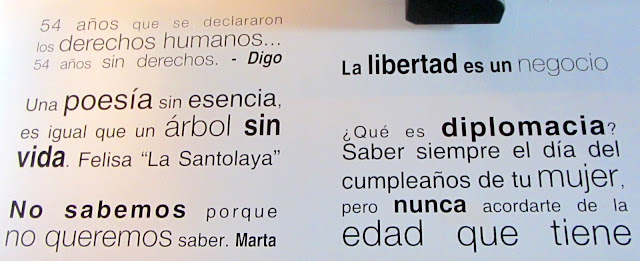 54 años que se declararon
los derechos humanos...
54 años sin derechos. - Digo
Una poesía sin esencia,
es igual que un árbol sin
vida. Felisa “La Santolaya”
No sabemos porque
no queremos saber. Marta
La libertad es un negocio
¿Qué es diplomacia?
Saber siempre el día del
cumpleaños de tu mujer,
pero nunca acordarte de la
edad que tiene